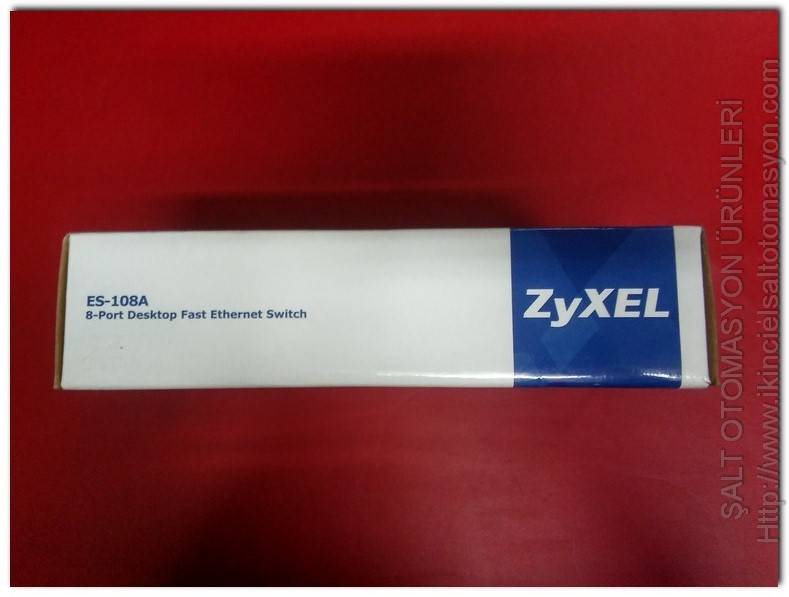 ES-108A
8-Port Desktop Fast Ethernet Switch
ZyXEL
ŞALT OTOMASYON ÜRÜNLERİ
Http://www.ikincielsaltotomasyon.com